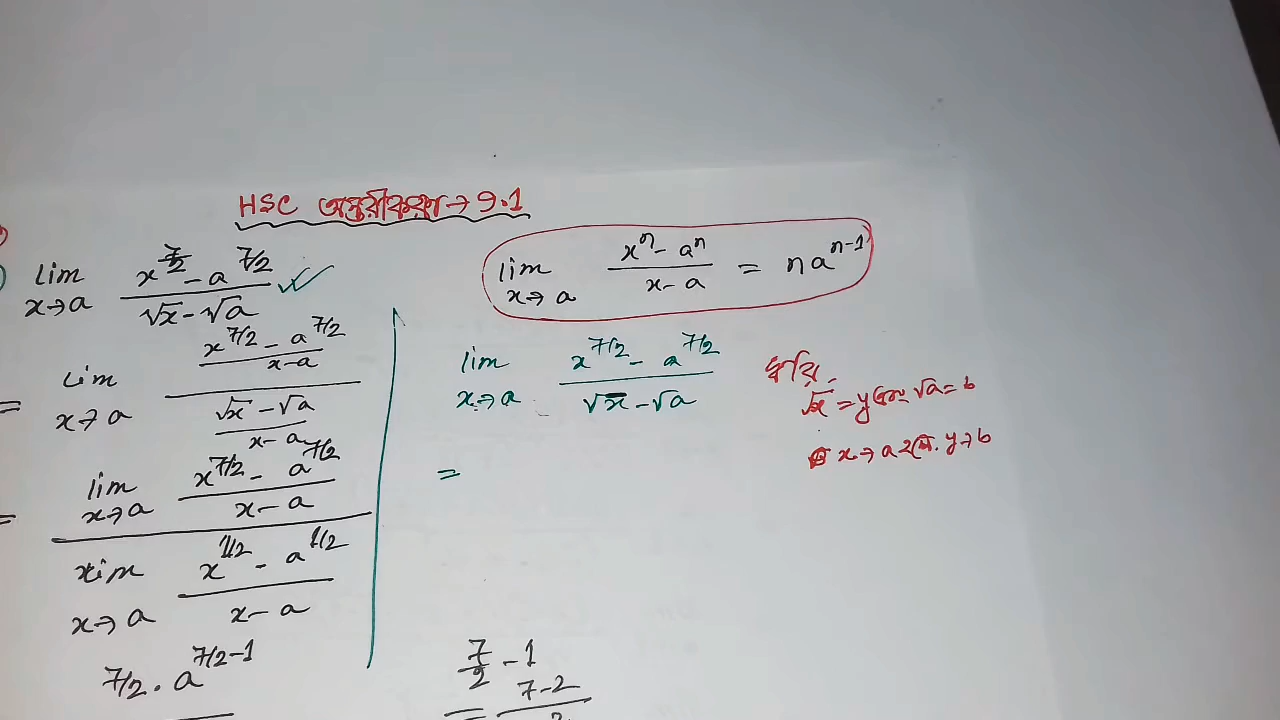 HSC অন্তরীকরণ → 9.1
lim x→a (x^7/2 - a^7/2) / (√x - √a)
= Lim x→a ((x^7/2 - a^7/2) / (x-a)) / ((√x - √a) / (x-a))
= (lim x→a (x^7/2 - a^7/2) / (x-a)) / (lim x→a (x^1/2 - a^1/2) / (x-a))
7/2 . a^7/2-1
lim x→a (x^n - a^n) / (x-a) = na^n-1
lim x→a (x^7/2 - a^7/2) / (√x - √a)
ধরি,
√x = y এবং √a = b
x→a হলে. y→b
=
7/2 - 1
= (7-2) /